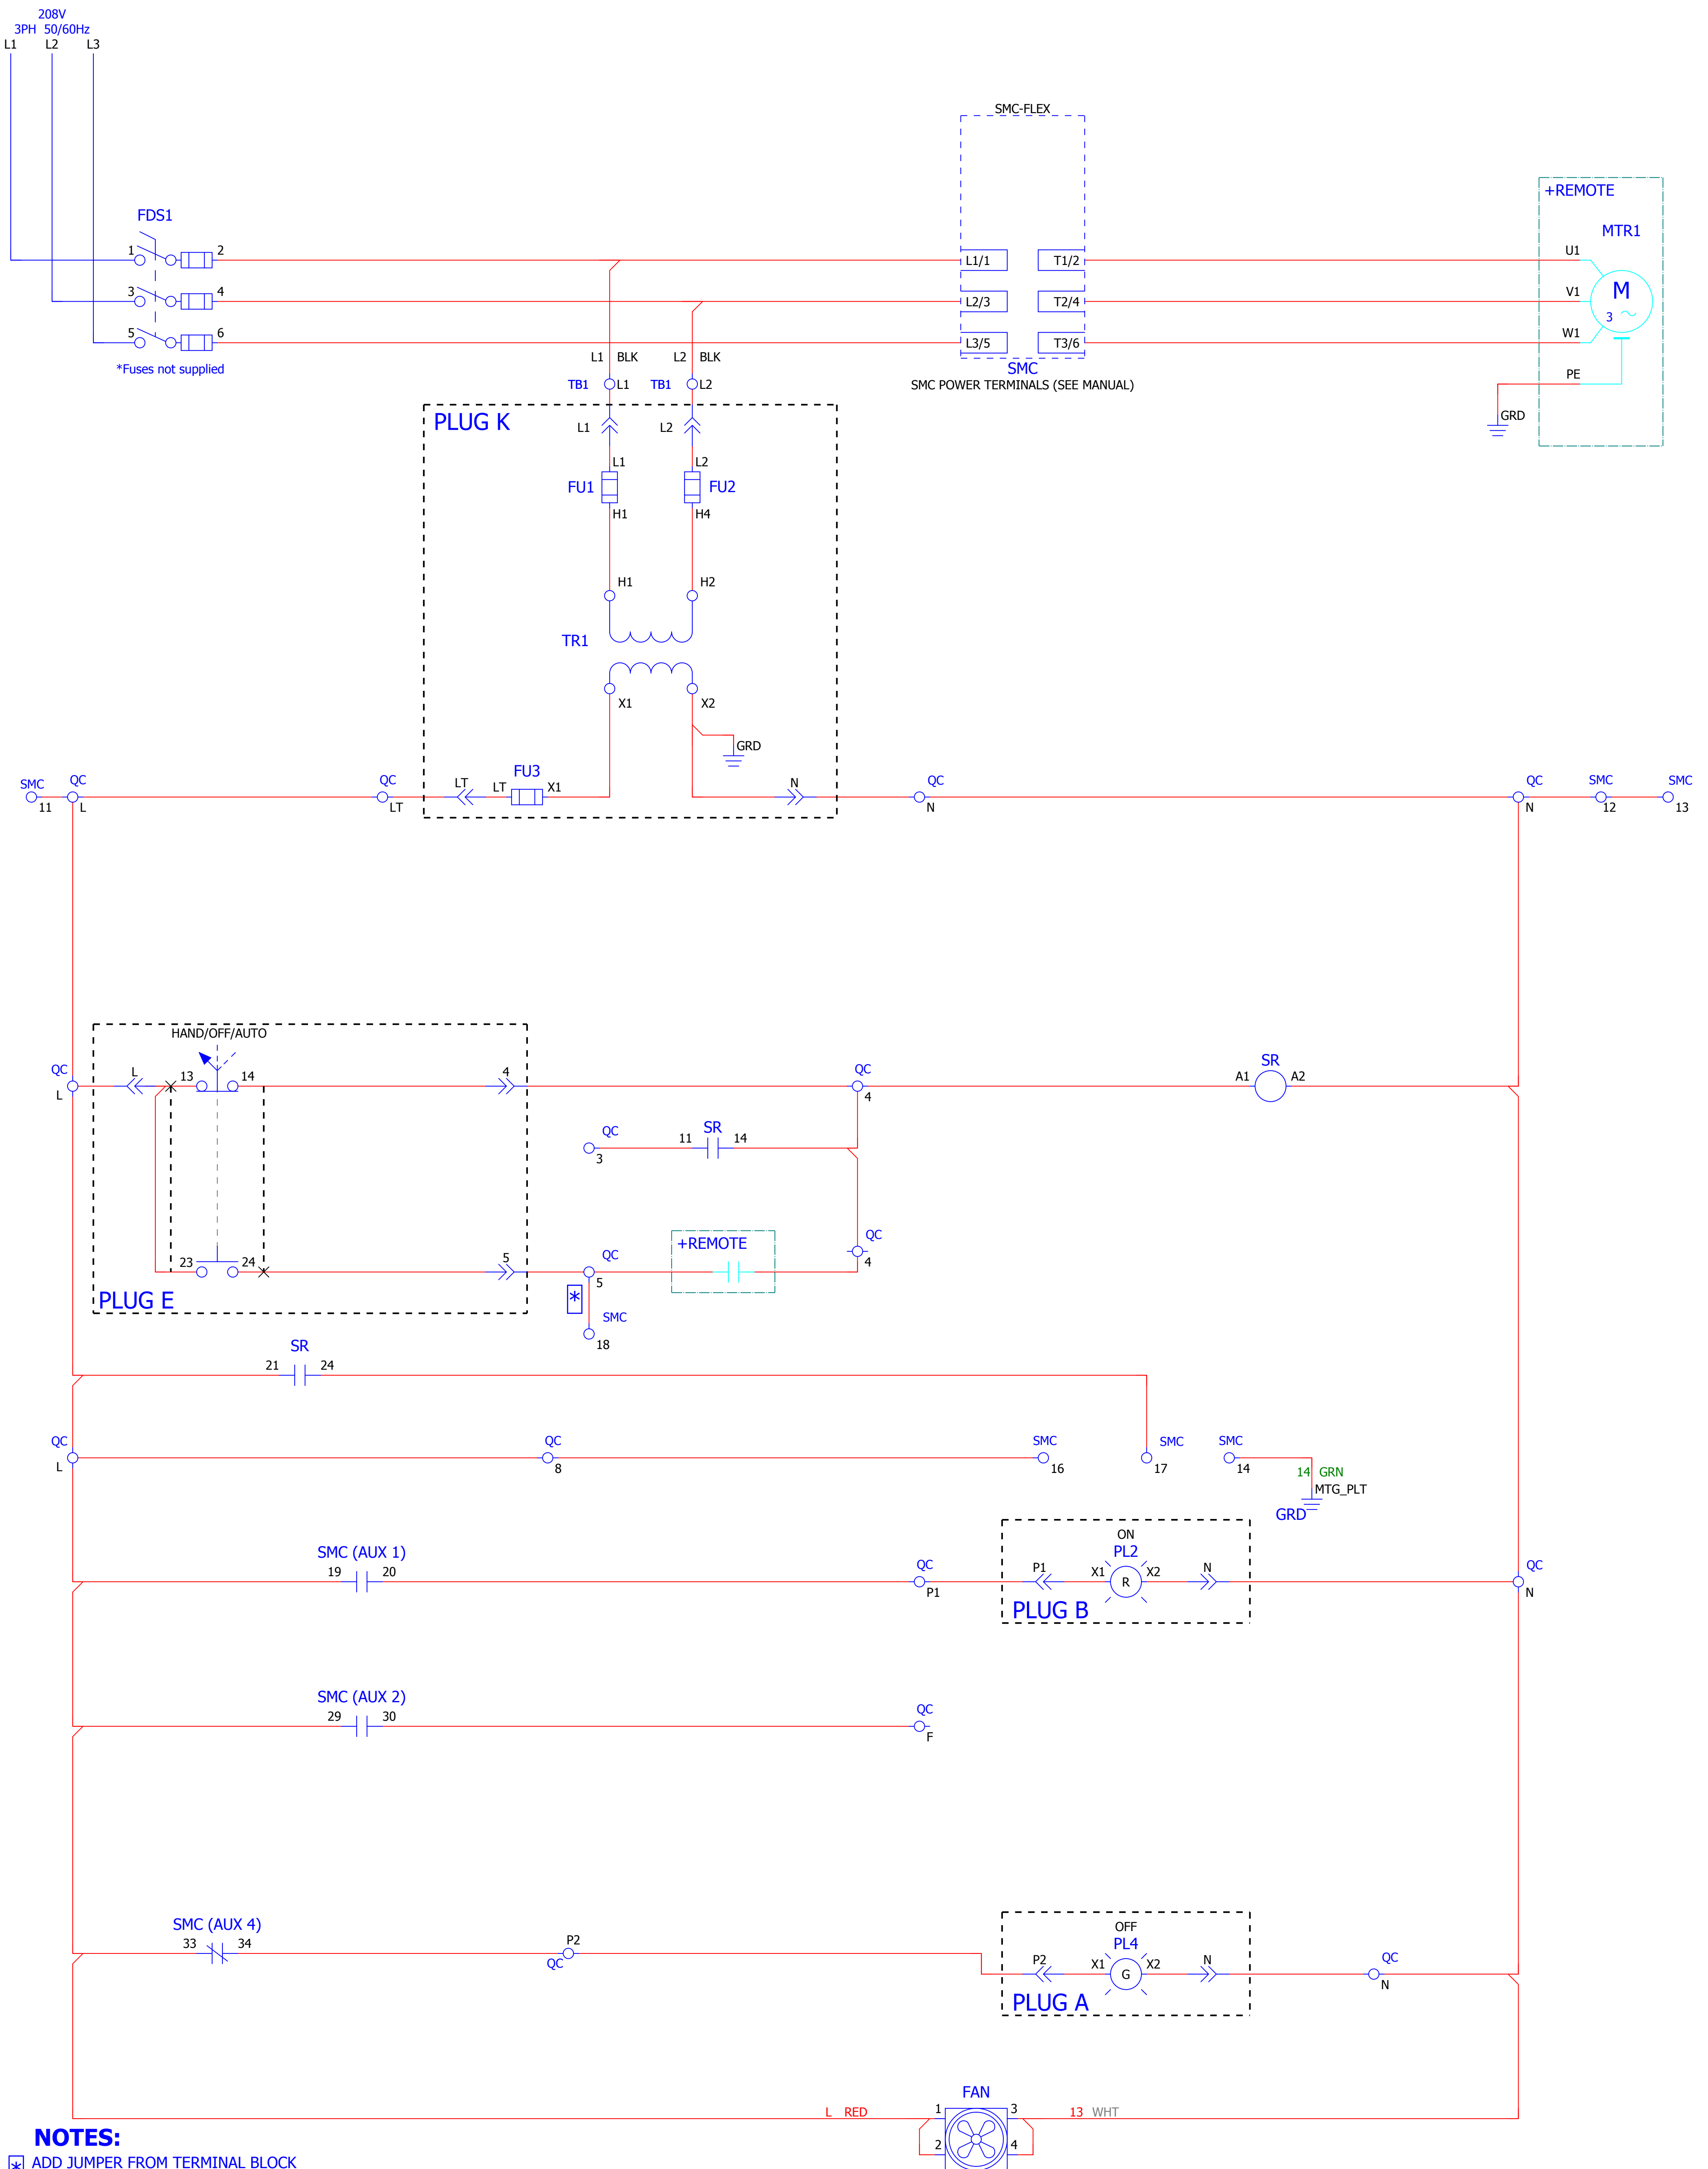 208V
3PH 50/60Hz
L1 L2 L3
SMC-FLEX
+REMOTE
MTR1
FDS1
1 2
3 4
5 6
*Fuses not supplied
L1/1 T1/2
L2/3 T2/4
L3/5 T3/6
SMC
SMC POWER TERMINALS (SEE MANUAL)
U1
V1
W1
PE
M
3
GRD
L1 BLK L2 BLK
TB1 L1 TB1 L2
PLUG K
L1 L2
L1 L2
FU1 FU2
H1 H4
H1 H2
TR1
X1 X2
GRD
SMC QC QC LT LT FU3 X1 N QC QC SMC SMC
11 L LT N N 12 13
HAND/OFF/AUTO
QC L 13 14 4 QC A1 SR A2
L 4
QC 11 SR 14
3
23 24 5 QC +REMOTE QC
5 4
PLUG E
* SMC
18
SR
21 24
QC QC SMC SMC SMC
L 8 16 17 14
14 GRN
MTG_PLT
GRD
SMC (AUX 1)
19 20
QC
P1
ON
PL2
P1 X1 R X2 N
PLUG B
QC
N
SMC (AUX 2)
29 30
QC
F
SMC (AUX 4)
33 34
P2
QC
OFF
PL4
P2 X1 G X2 N
PLUG A
QC
N
FAN
L RED 1 3 13 WHT
2 4
NOTES:
* ADD JUMPER FROM TERMINAL BLOCK